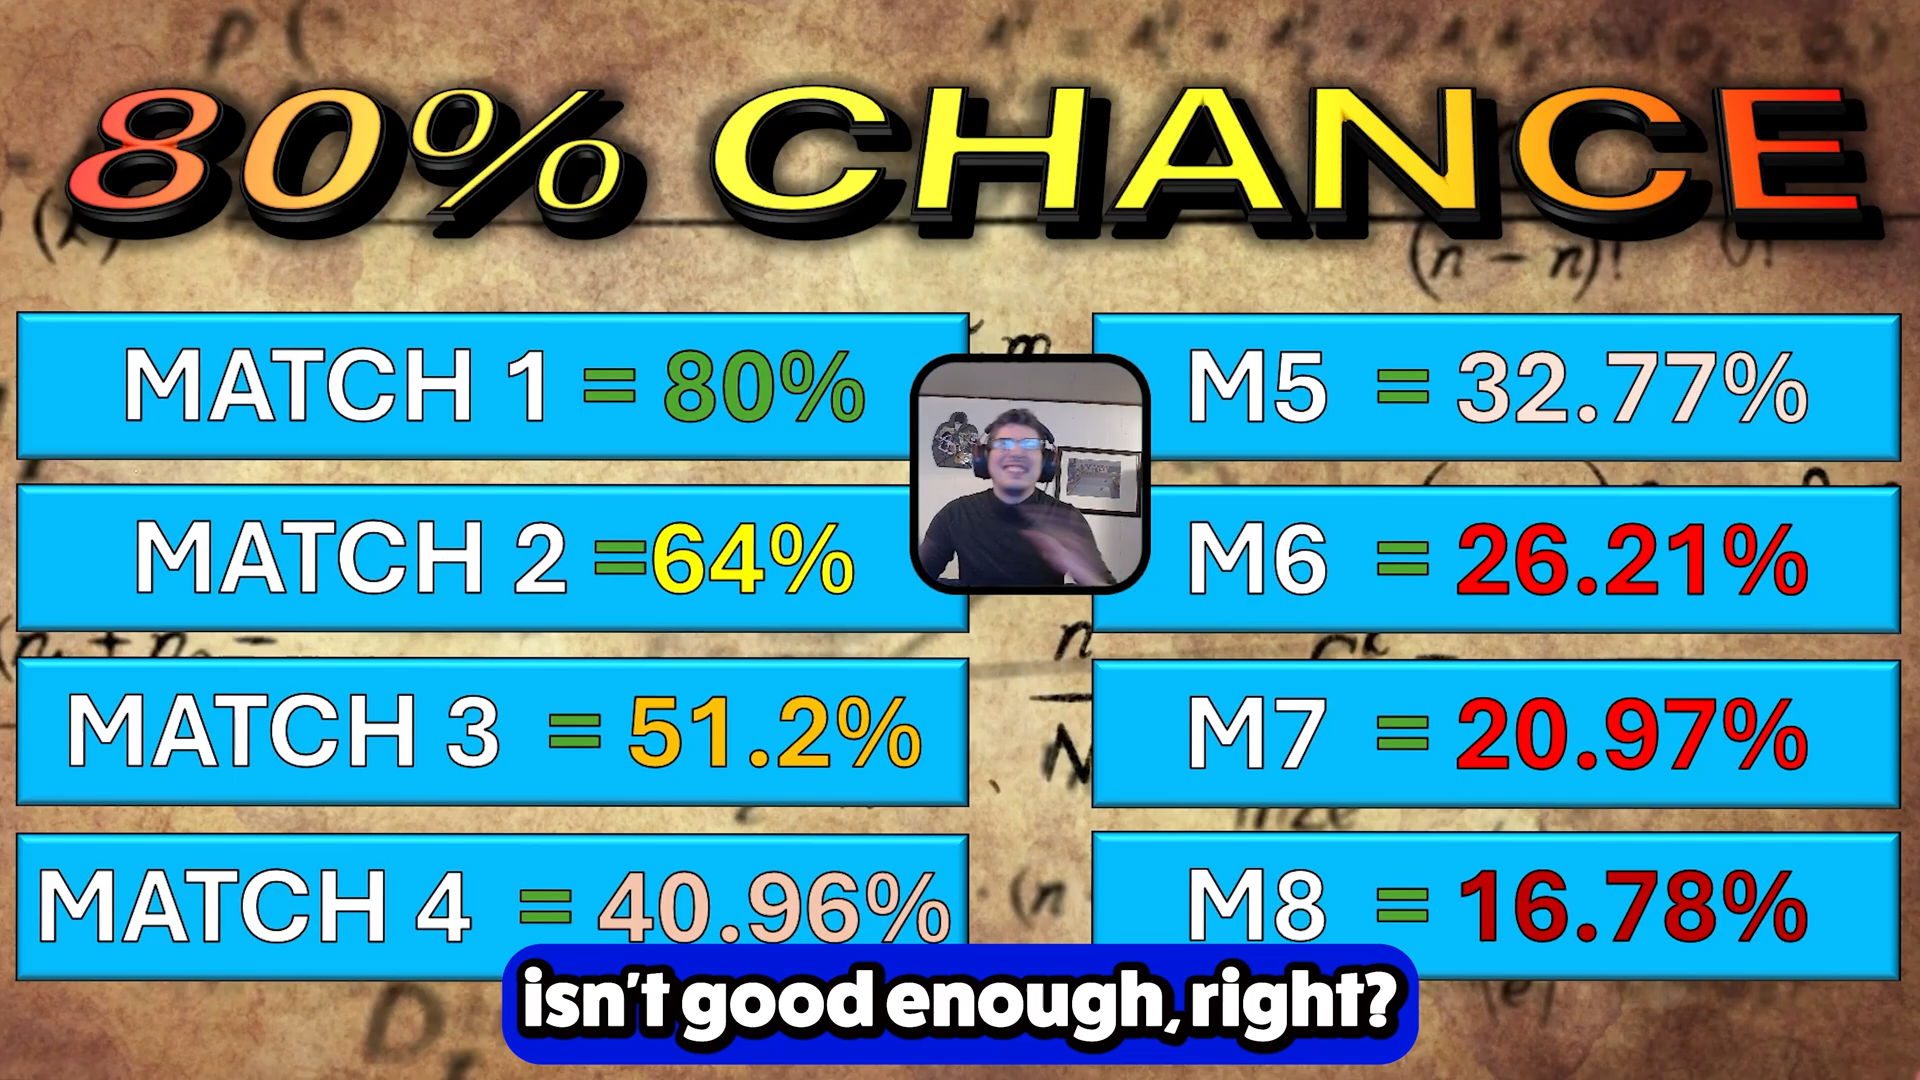 80% CHANCE
MATCH 1 = 80%
MATCH 2 =64%
MATCH 3 = 51.2%
MATCH 4 = 40.96%
M5 = 32.77%
M6 = 26.21%
M7 = 20.97%
M8 = 16.78%
isn't good enough, right?
(n - n)!